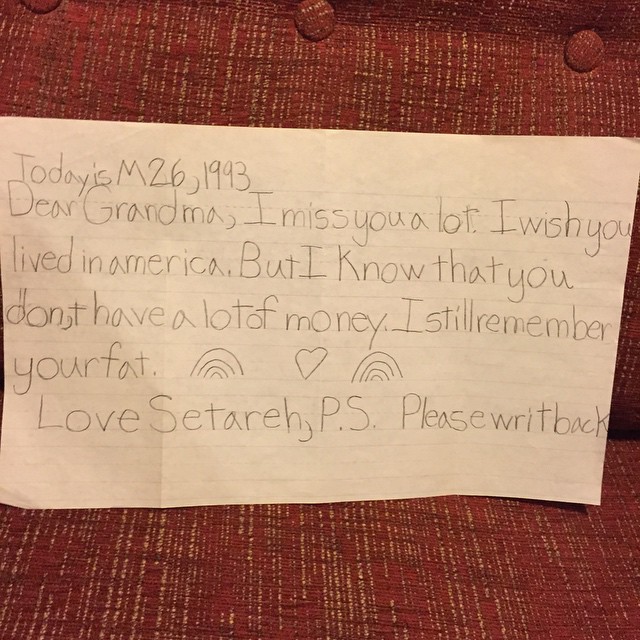 Today is M 26, 1993
Dear Grandma, I miss you a lot. I wish you
lived in america. But I Know that you
don,t have a lot of money. I still remember
your fat.
Love Setareh, P.S. Please writ back